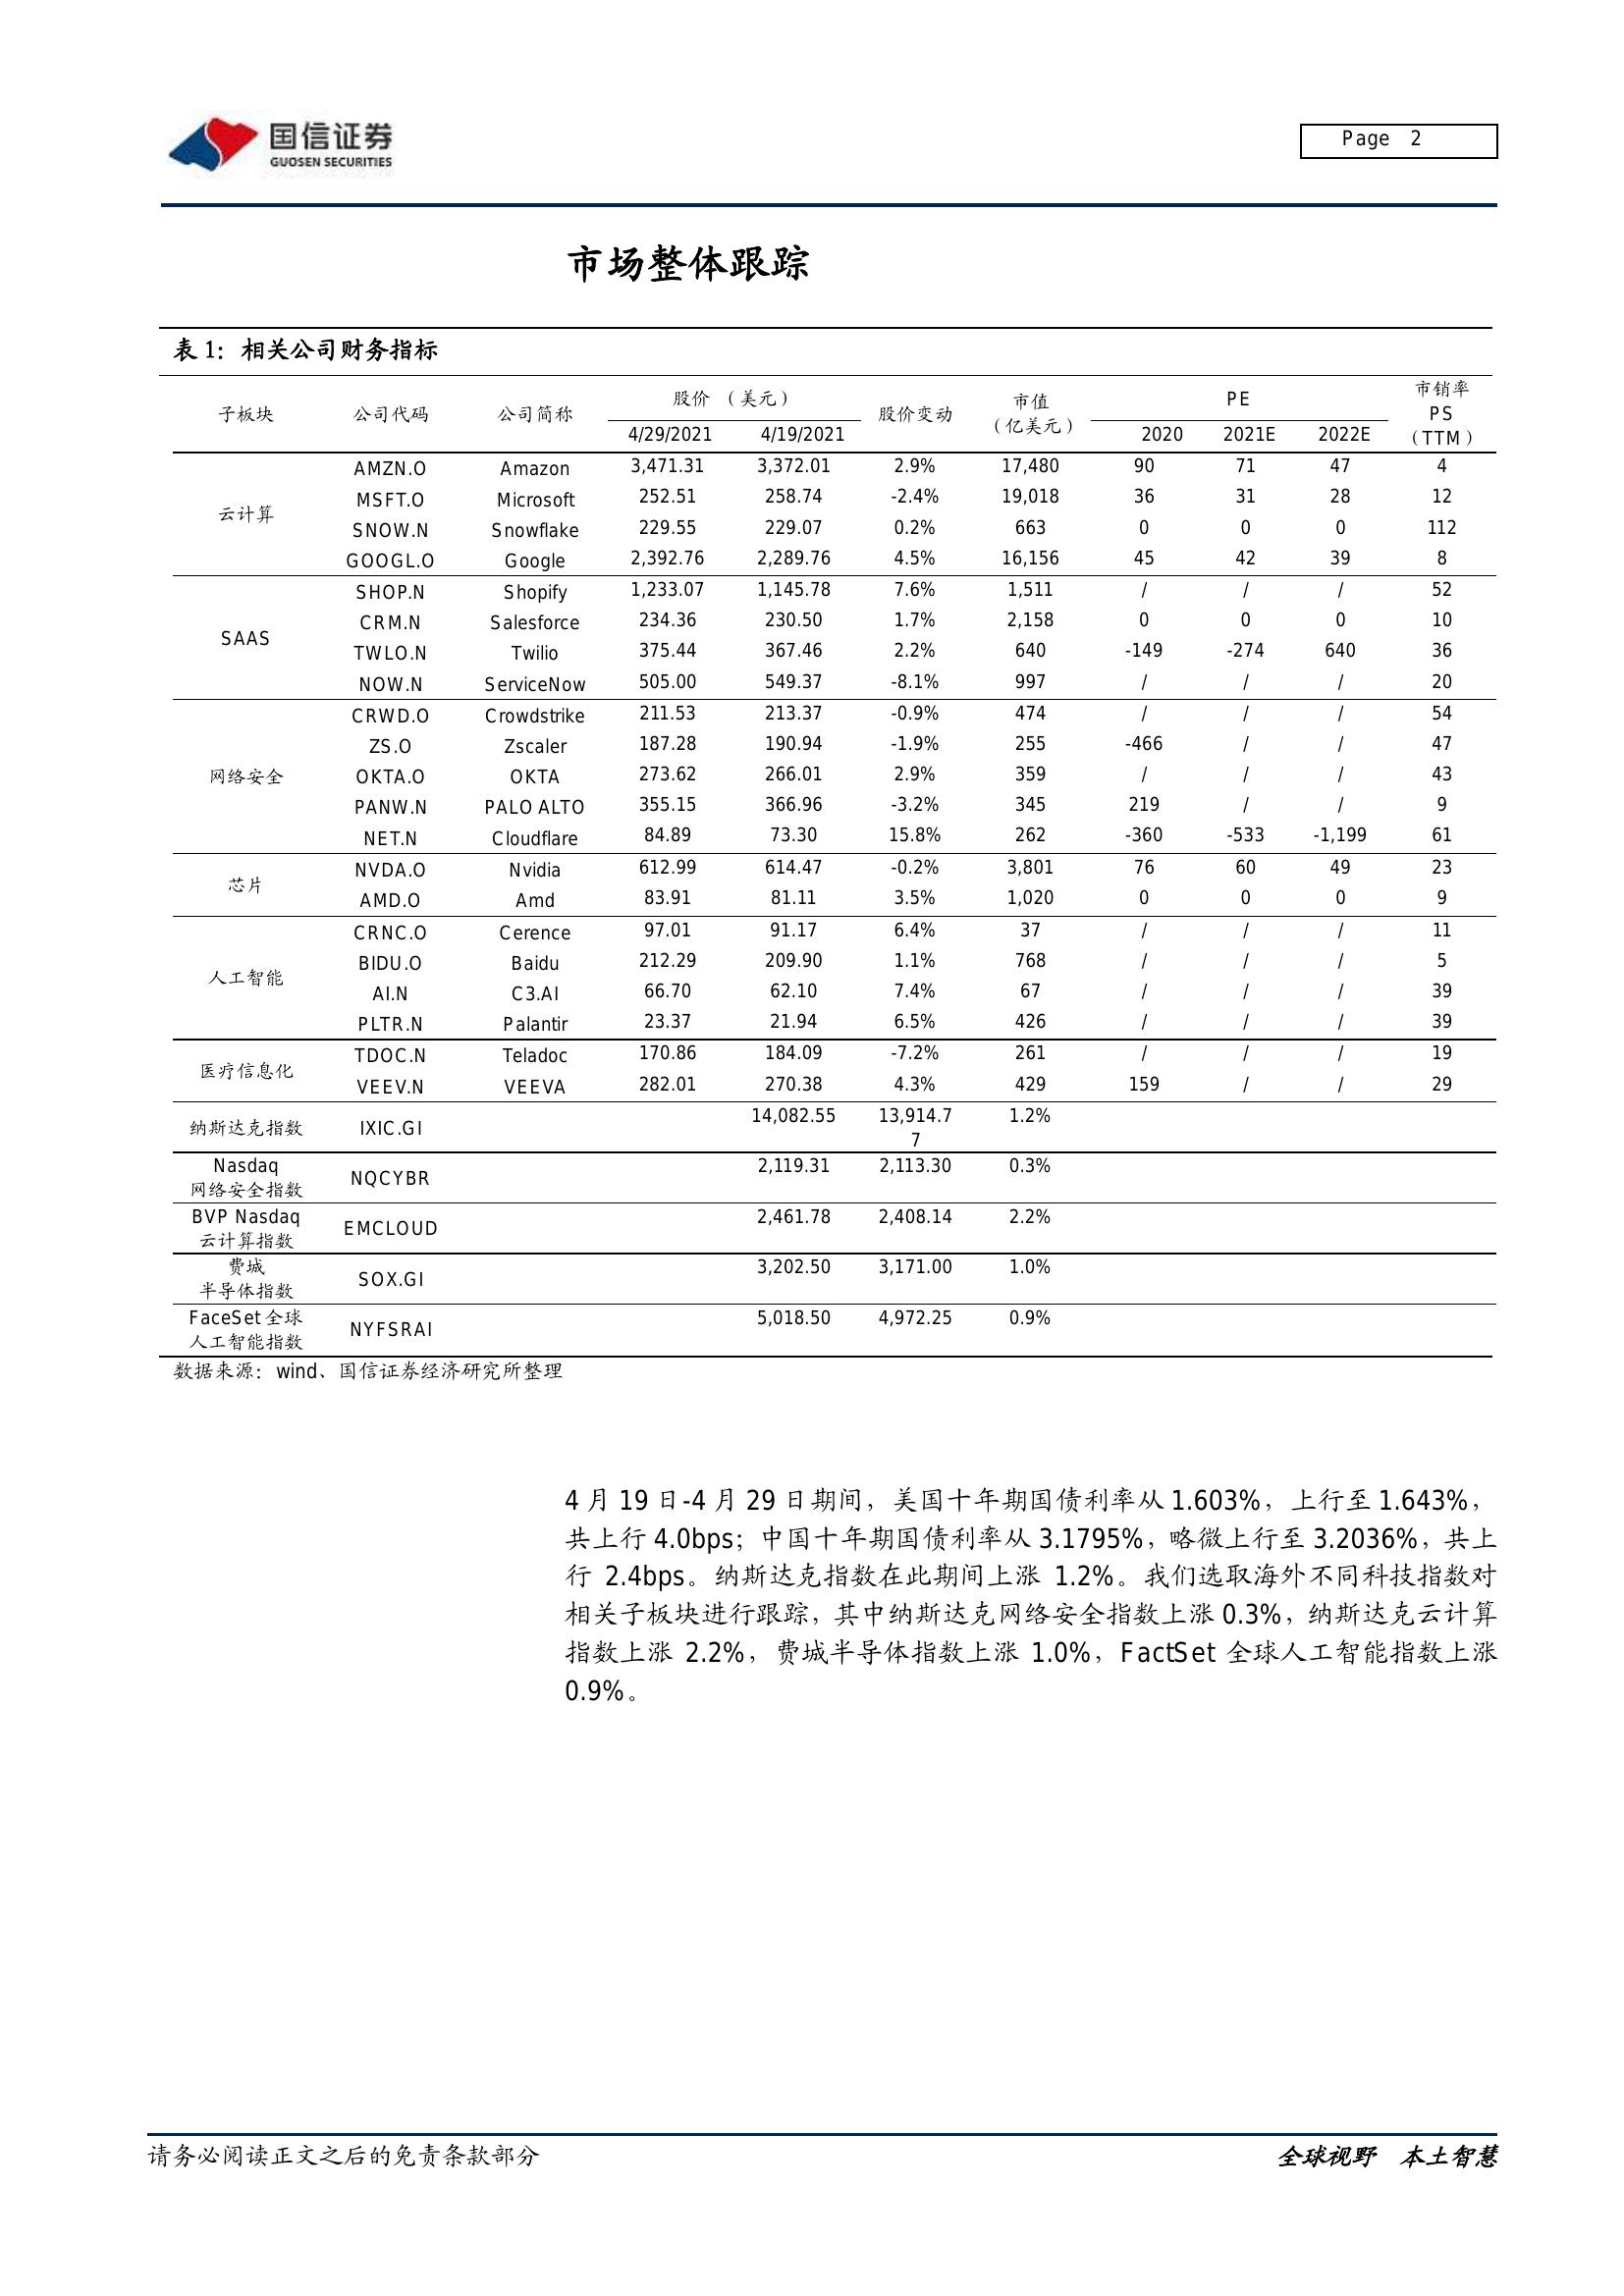 国信证券
GUOSEN SECURITIES
Page 2
市场整体跟踪
表 1：相关公司财务指标
子板块 公司代码 公司简称 股价 （美元） 股价变动 市值（亿美元） PE 市销率 PS （TTM）
4/29/2021 4/19/2021 2020 2021E 2022E
云计算 AMZN.O Amazon 3,471.31 3,372.01 2.9% 17,480 90 71 47 4
MSFT.O Microsoft 252.51 258.74 -2.4% 19,018 36 31 28 12
SNOW.N Snowflake 229.55 229.07 0.2% 663 0 0 0 112
GOOGL.O Google 2,392.76 2,289.76 4.5% 16,156 45 42 39 8
SAAS SHOP.N Shopify 1,233.07 1,145.78 7.6% 1,511 / / / 52
CRM.N Salesforce 234.36 230.50 1.7% 2,158 0 0 0 10
TWLO.N Twilio 375.44 367.46 2.2% 640 -149 -274 640 36
NOW.N ServiceNow 505.00 549.37 -8.1% 997 / / / 20
网络安全 CRWD.O Crowdstrike 211.53 213.37 -0.9% 474 / / / 54
ZS.O Zscaler 187.28 190.94 -1.9% 255 -466 / / 47
OKTA.O OKTA 273.62 266.01 2.9% 359 / / / 43
PANW.N PALO ALTO 355.15 366.96 -3.2% 345 219 / / 9
NET.N Cloudflare 84.89 73.30 15.8% 262 -360 -533 -1,199 61
芯片 NVDA.O Nvidia 612.99 614.47 -0.2% 3,801 76 60 49 23
AMD.O Amd 83.91 81.11 3.5% 1,020 0 0 0 9
人工智能 CRNC.O Cerence 97.01 91.17 6.4% 37 / / / 11
BIDU.O Baidu 212.29 209.90 1.1% 768 / / / 5
AI.N C3.AI 66.70 62.10 7.4% 67 / / / 39
PLTR.N Palantir 23.37 21.94 6.5% 426 / / / 39
医疗信息化 TDOC.N Teladoc 170.86 184.09 -7.2% 261 / / / 19
VEEV.N VEEVA 282.01 270.38 4.3% 429 159 / / 29
纳斯达克指数 IXIC.GI 14,082.55 13,914.77 1.2%
Nasdaq 网络安全指数 NQCYBR 2,119.31 2,113.30 0.3%
BVP Nasdaq 云计算指数 EMCLOUD 2,461.78 2,408.14 2.2%
费城 半导体指数 SOX.GI 3,202.50 3,171.00 1.0%
FaceSet 全球 人工智能指数 NYFSRAI 5,018.50 4,972.25 0.9%
数据来源：wind、国信证券经济研究所整理
4 月 19 日-4 月 29 日期间，美国十年期国债利率从 1.603%，上行至 1.643%，
共上行 4.0bps；中国十年期国债利率从 3.1795%，略微上行至 3.2036%，共上
行 2.4bps。纳斯达克指数在此期间上涨 1.2%。我们选取海外不同科技指数对
相关子板块进行跟踪，其中纳斯达克网络安全指数上涨 0.3%，纳斯达克云计算
指数上涨 2.2%，费城半导体指数上涨 1.0%，FactSet 全球人工智能指数上涨
0.9%。
请务必阅读正文之后的免责条款部分
全球视野 本土智慧